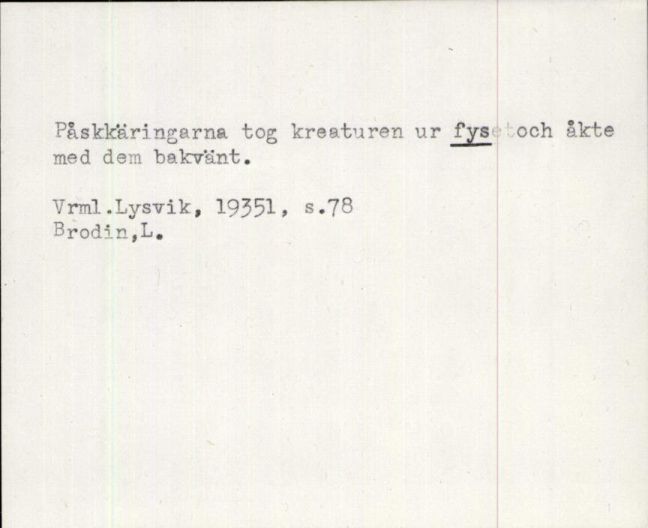 Påskkäringarna tog kreaturen ur fyset och åkte
med dem bakvänt.
Vrml.Lysvik, 19351, s.78
Brodin,L.